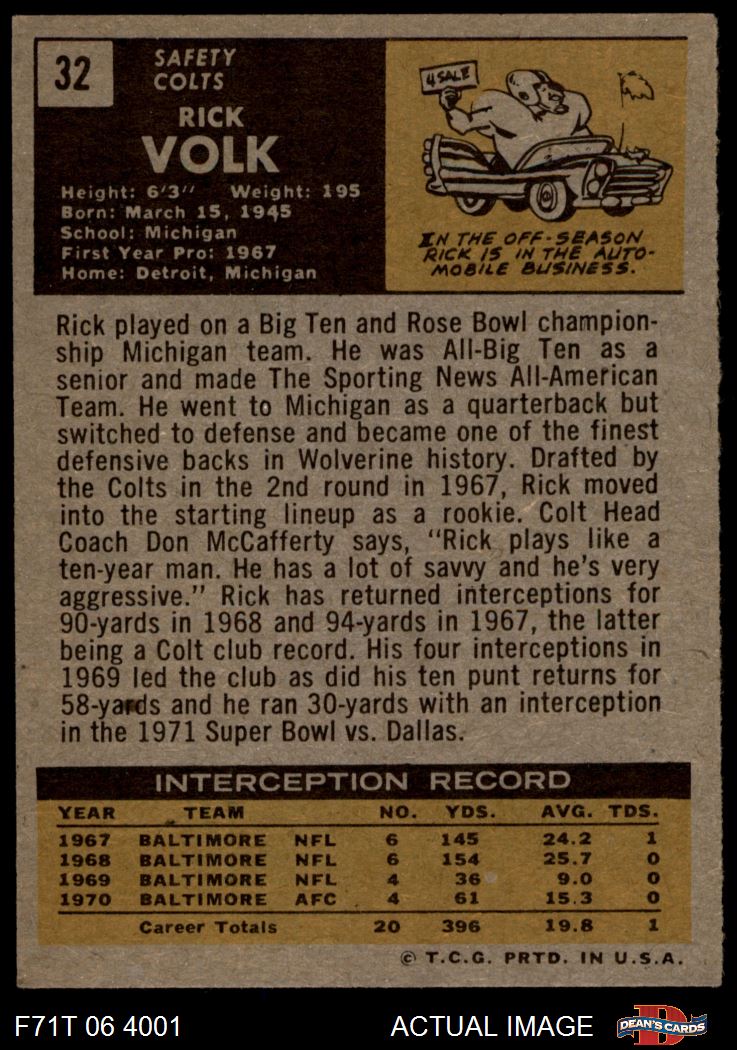 32
SAFETY
COLTS
RICK
VOLK
Height: 6'3" Weight: 195
Born: March 15, 1945
School: Michigan
First Year Pro: 1967
Home: Detroit, Michigan
4 SALE
IN THE OFF-SEASON
RICK IS IN THE AUTO-
MOBILE BUSINESS.
Rick played on a Big Ten and Rose Bowl champion-
ship Michigan team. He was All-Big Ten as a
senior and made The Sporting News All-American
Team. He went to Michigan as a quarterback but
switched to defense and became one of the finest
defensive backs in Wolverine history. Drafted by
the Colts in the 2nd round in 1967, Rick moved
into the starting lineup as a rookie. Colt Head
Coach Don McCafferty says, "Rick plays like a
ten-year man. He has a lot of savvy and he's very
aggressive." Rick has returned interceptions for
90-yards in 1968 and 94-yards in 1967, the latter
being a Colt club record. His four interceptions in
1969 led the club as did his ten punt returns for
58-yards and he ran 30-yards with an interception
in the 1971 Super Bowl vs. Dallas.
INTERCEPTION RECORD
YEAR TEAM NO. YDS. AVG. TDS.
1967 BALTIMORE NFL 6 145 24.2 1
1968 BALTIMORE NFL 6 154 25.7 0
1969 BALTIMORE NFL 4 36 9.0 0
1970 BALTIMORE AFC 4 61 15.3 0
Career Totals 20 396 19.8 1
© T.C.G. PRTD. IN U.S.A.
F71T 06 4001 ACTUAL IMAGE D DEAN'S CARDS